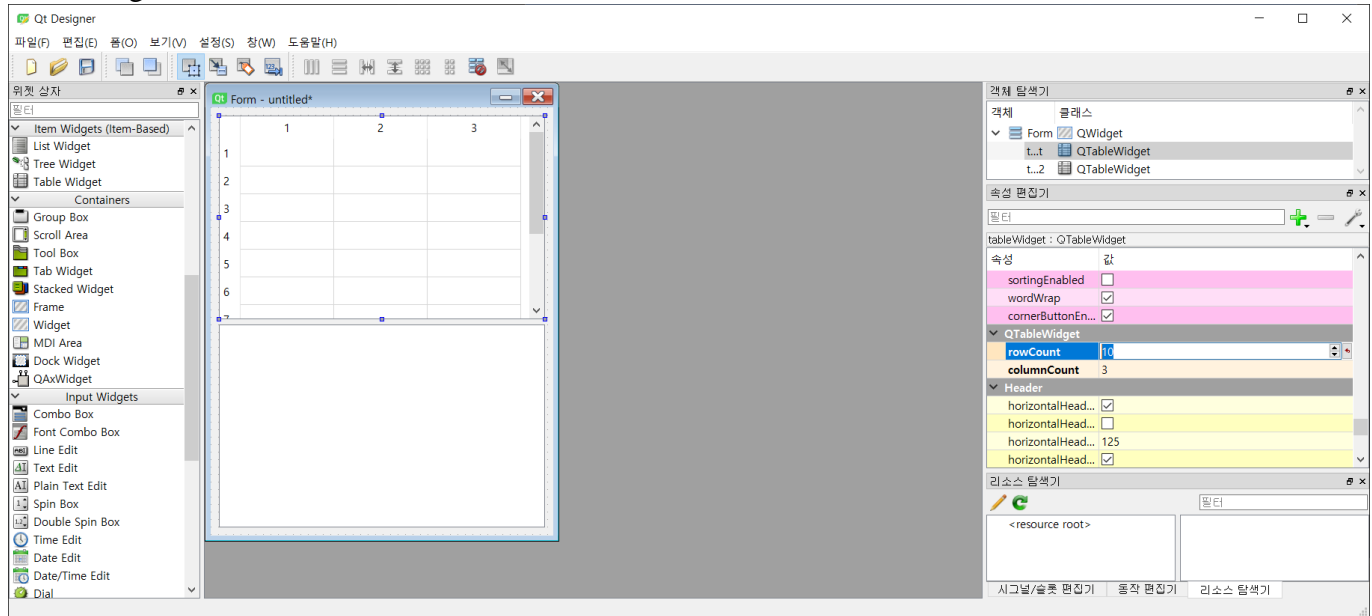 Qt Designer
파일(F) 편집(E) 폼(O) 보기(V) 설정(S) 창(W) 도움말(H)
위젯 상자
필터
Item Widgets (Item-Based)
List Widget
Tree Widget
Table Widget
Containers
Group Box
Scroll Area
Tool Box
Tab Widget
Stacked Widget
Frame
Widget
MDI Area
Dock Widget
QAxWidget
Input Widgets
Combo Box
Font Combo Box
Line Edit
Text Edit
Plain Text Edit
Spin Box
Double Spin Box
Time Edit
Date Edit
Date/Time Edit
Dial
Form - untitled*
1 2 3
1
2
3
4
5
6
7
객체 탐색기
객체 클래스
Form QWidget
t...t QTableWidget
t...2 QTableWidget
속성 편집기
필터
tableWidget : QTableWidget
속성 값
sortingEnabled
wordWrap
cornerButtonEn...
QTableWidget
rowCount 10
columnCount 3
Header
horizontalHead...
horizontalHead...
horizontalHead... 125
horizontalHead...
리소스 탐색기
필터
<resource root>
시그널/슬롯 편집기 동작 편집기 리소스 탐색기